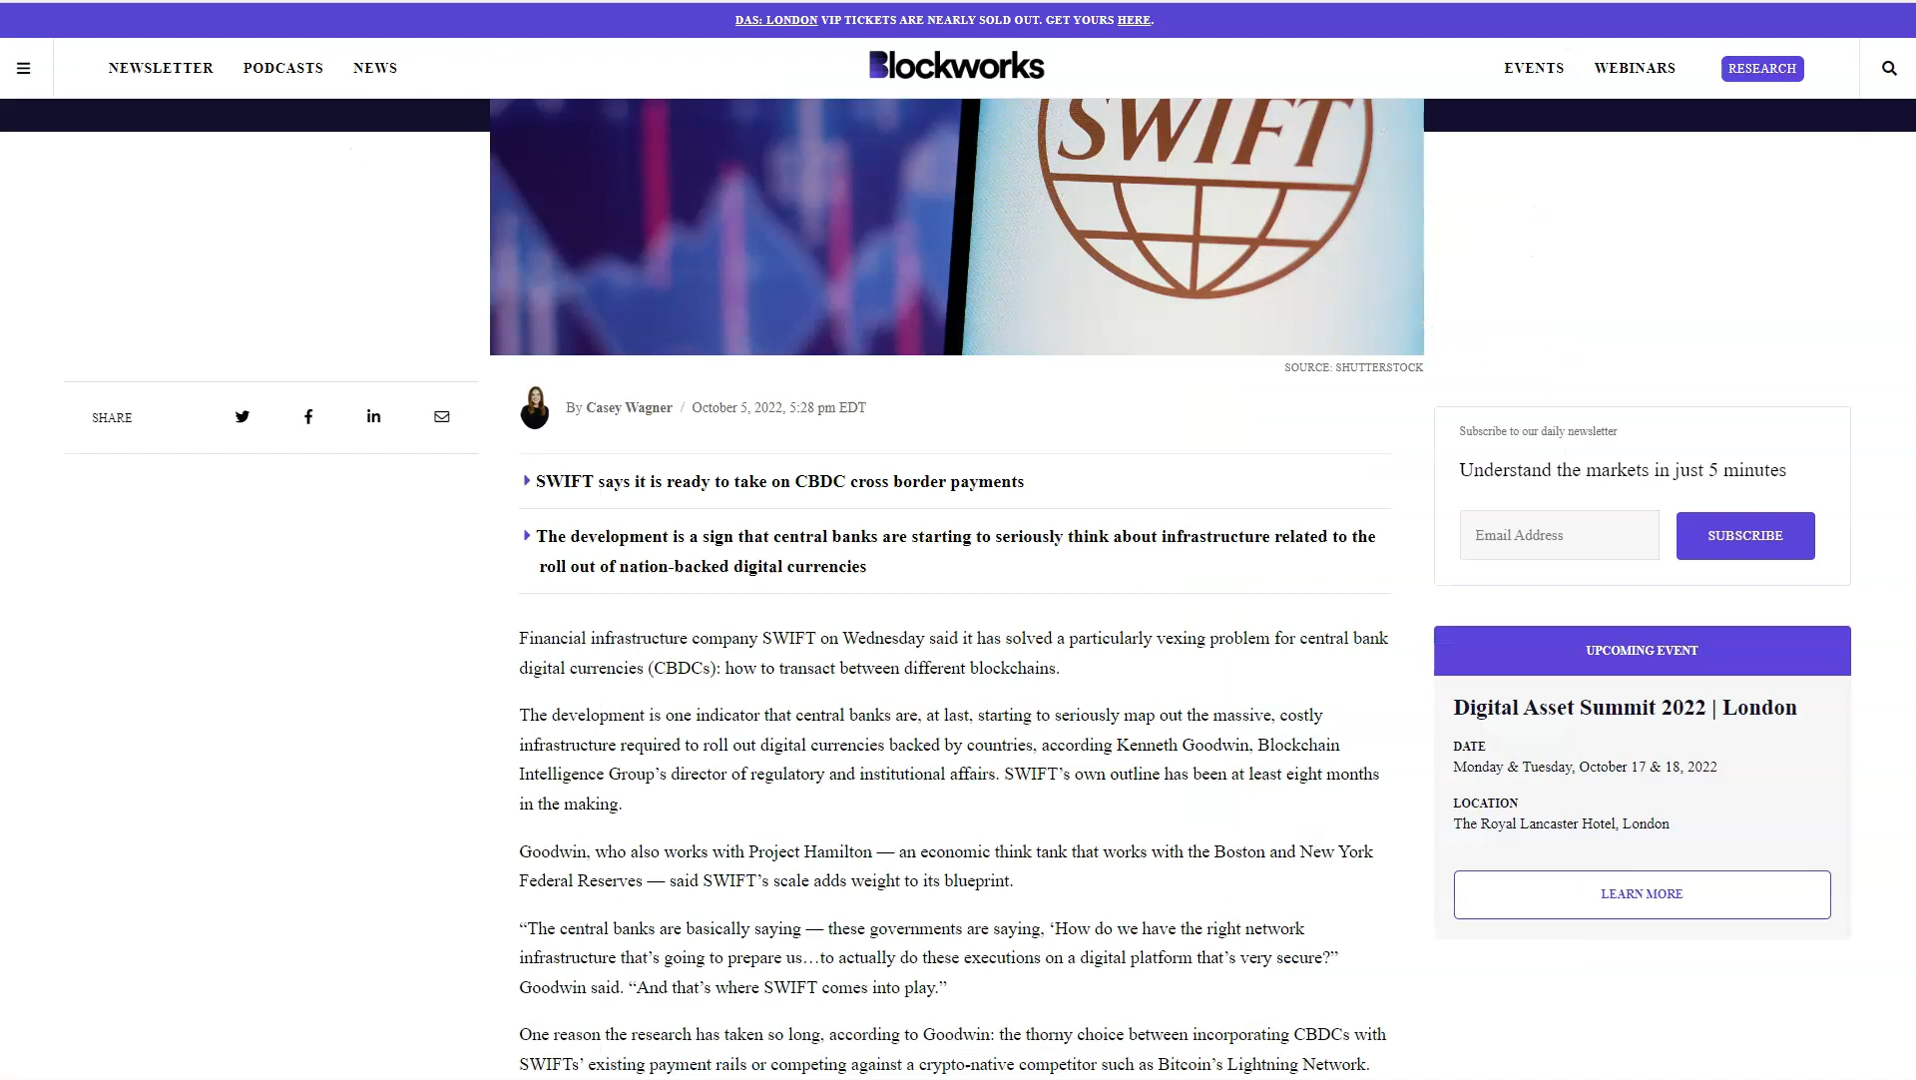 DAS: LONDON VIP TICKETS ARE NEARLY SOLD OUT. GET YOURS HERE.
NEWSLETTER PODCASTS NEWS Blockworks EVENTS WEBINARS RESEARCH
SWIFT
SOURCE: SHUTTERSTOCK
SHARE
By Casey Wagner / October 5, 2022, 5:28 pm EDT
SWIFT says it is ready to take on CBDC cross border payments
The development is a sign that central banks are starting to seriously think about infrastructure related to the
roll out of nation-backed digital currencies
Financial infrastructure company SWIFT on Wednesday said it has solved a particularly vexing problem for central bank
digital currencies (CBDCs): how to transact between different blockchains.
The development is one indicator that central banks are, at last, starting to seriously map out the massive, costly
infrastructure required to roll out digital currencies backed by countries, according Kenneth Goodwin, Blockchain
Intelligence Group’s director of regulatory and institutional affairs. SWIFT’s own outline has been at least eight months
in the making.
Goodwin, who also works with Project Hamilton — an economic think tank that works with the Boston and New York
Federal Reserves — said SWIFT’s scale adds weight to its blueprint.
“The central banks are basically saying — these governments are saying, ‘How do we have the right network
infrastructure that’s going to prepare us…to actually do these executions on a digital platform that’s very secure?”
Goodwin said. “And that’s where SWIFT comes into play.”
One reason the research has taken so long, according to Goodwin: the thorny choice between incorporating CBDCs with
SWIFTs’ existing payment rails or competing against a crypto-native competitor such as Bitcoin’s Lightning Network.
Subscribe to our daily newsletter
Understand the markets in just 5 minutes
Email Address SUBSCRIBE
UPCOMING EVENT
Digital Asset Summit 2022 | London
DATE
Monday & Tuesday, October 17 & 18, 2022
LOCATION
The Royal Lancaster Hotel, London
LEARN MORE